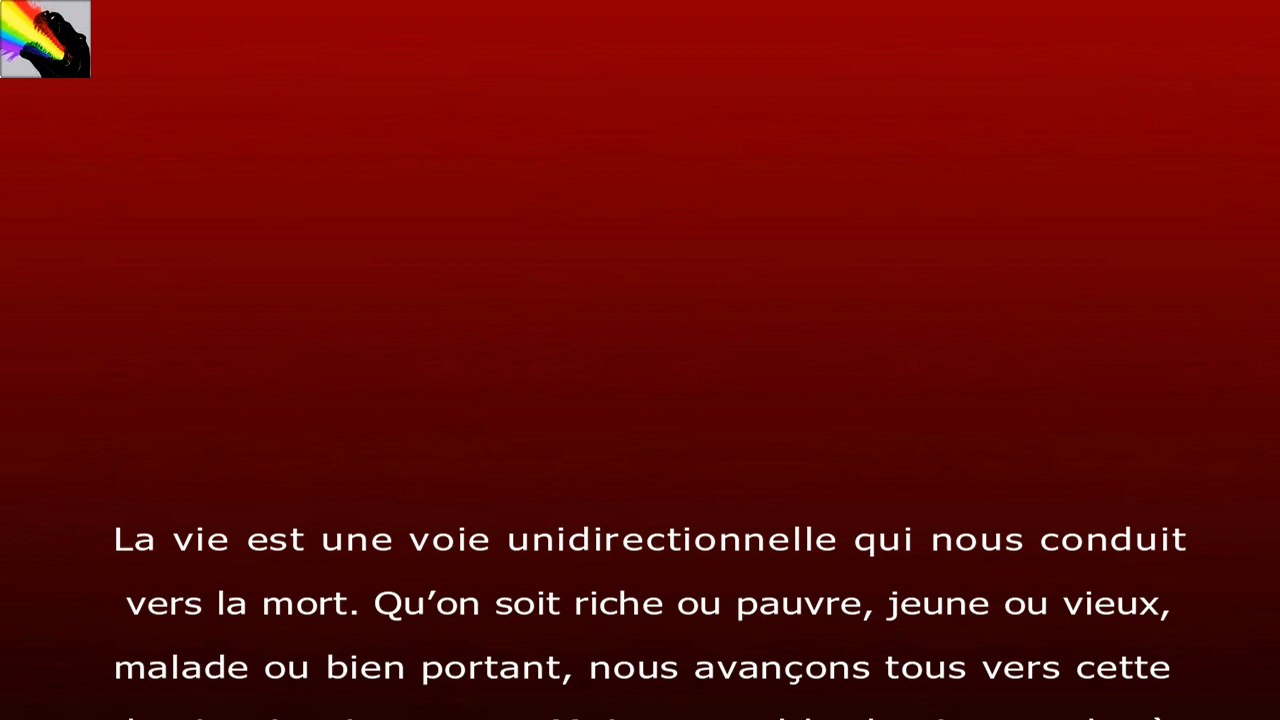 La vie est une voie unidirectionnelle qui nous conduit
vers la mort. Qu’on soit riche ou pauvre, jeune ou vieux,
malade ou bien portant, nous avançons tous vers cette